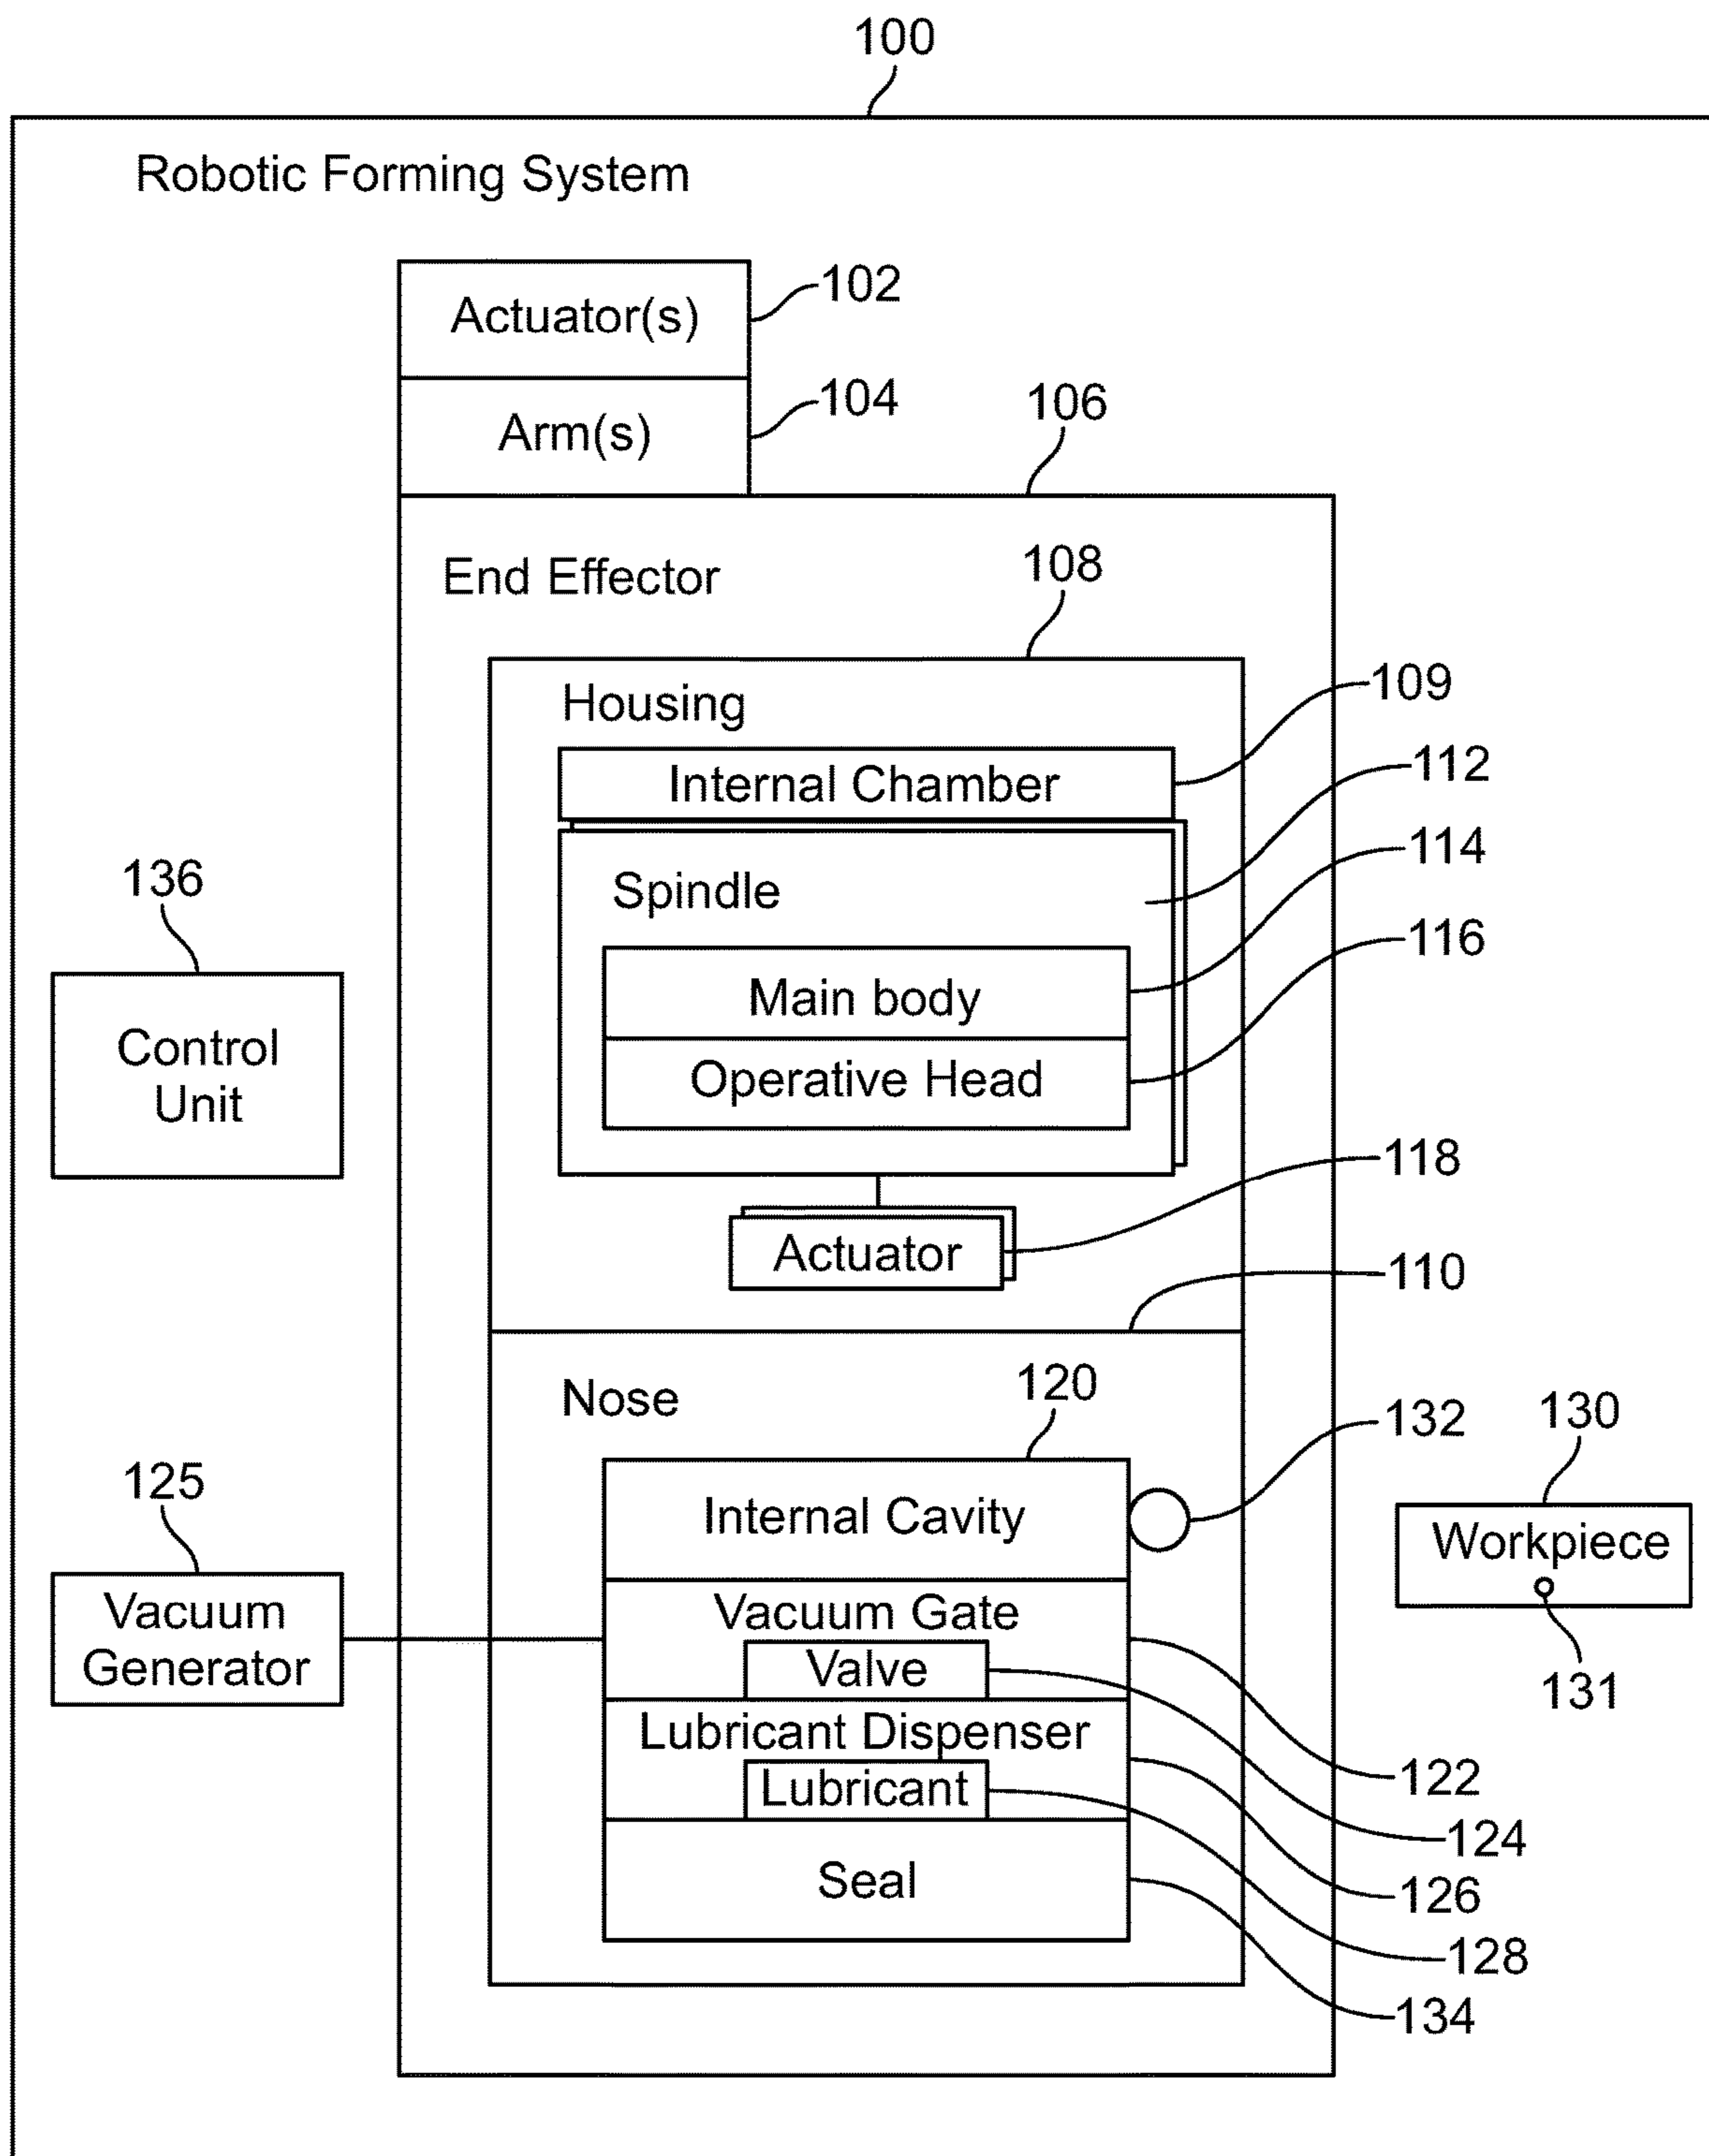 100
Robotic Forming System
Actuator(s)
102
Arm(s)
104
106
End Effector
108
Housing
109
Internal Chamber
112
Spindle
114
136
116
Main body
Control
Unit
Operative Head
118
Actuator
110
Nose
120
132
130
125
Internal Cavity
Workpiece
Vacuum
Generator
Vacuum Gate
Valve
131
Lubricant Dispenser
122
Lubricant
124
Seal
126
128
134